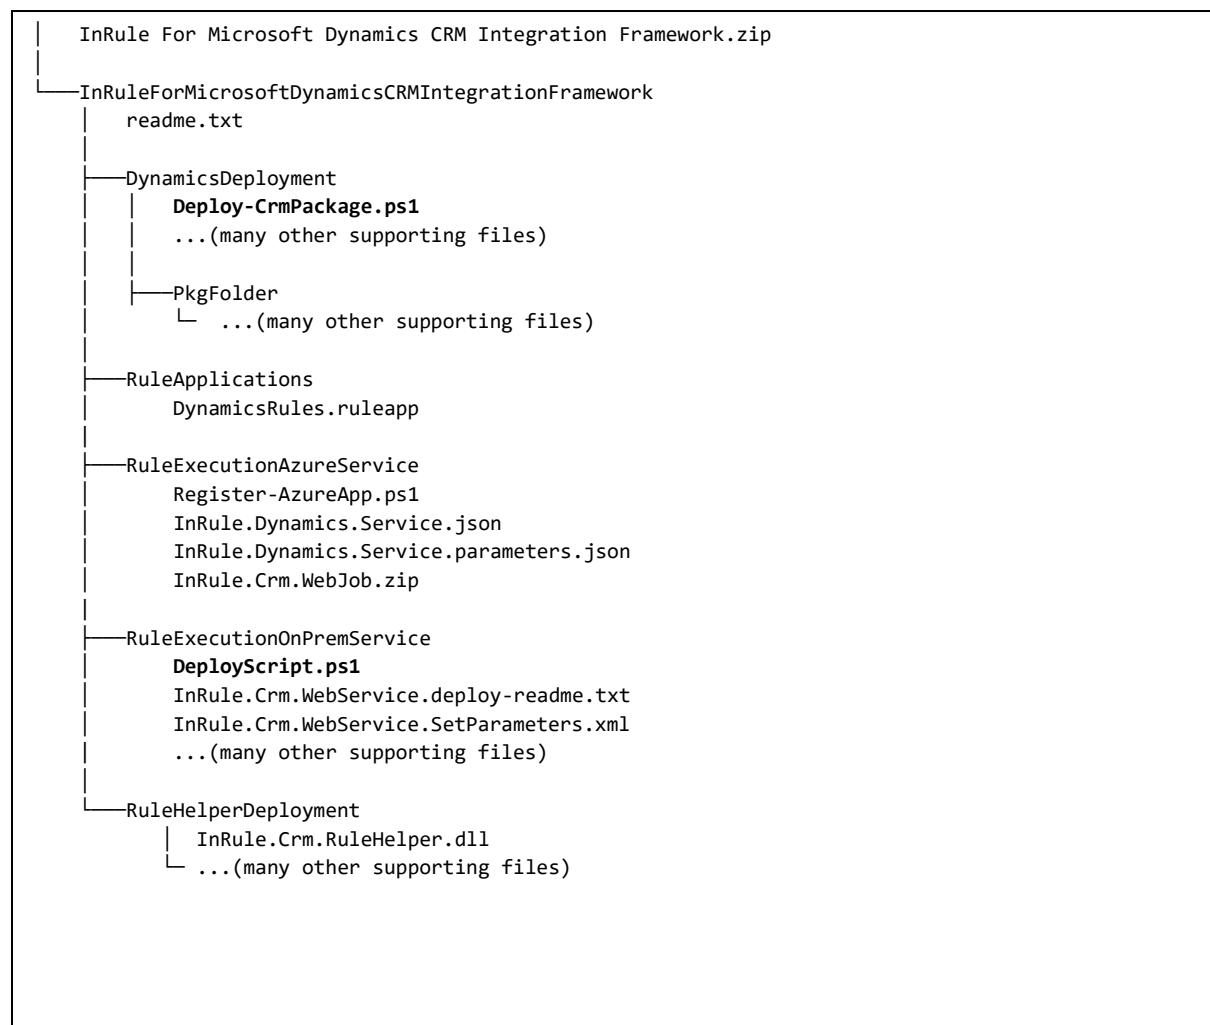 InRule For Microsoft Dynamics CRM Integration Framework.zip
InRuleForMicrosoftDynamicsCRMIntegrationFramework
readme.txt
DynamicsDeployment
Deploy-CrmPackage.ps1
...(many other supporting files)
PkgFolder
...(many other supporting files)
RuleApplications
DynamicsRules.ruleapp
RuleExecutionAzureService
Register-AzureApp.ps1
InRule.Dynamics.Service.json
InRule.Dynamics.Service.parameters.json
InRule.Crm.WebJob.zip
RuleExecutionOnPremService
DeployScript.ps1
InRule.Crm.WebService.deploy-readme.txt
InRule.Crm.WebService.SetParameters.xml
...(many other supporting files)
RuleHelperDeployment
InRule.Crm.RuleHelper.dll
...(many other supporting files)